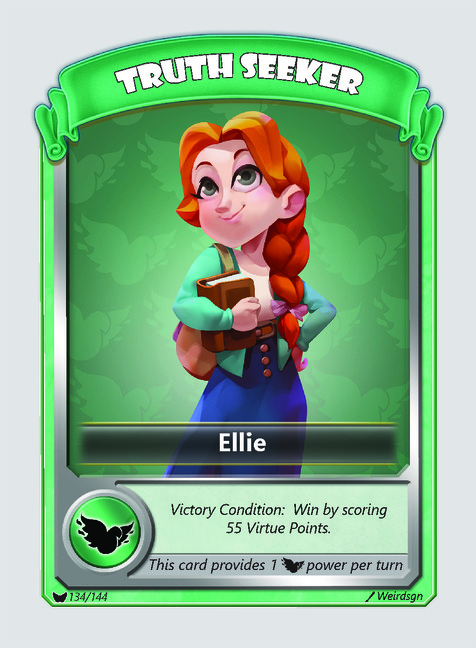 TRUTH SEEKER
Ellie
Victory Condition: Win by scoring
55 Virtue Points.
This card provides 1 power per turn
134/144
Weirdsgn